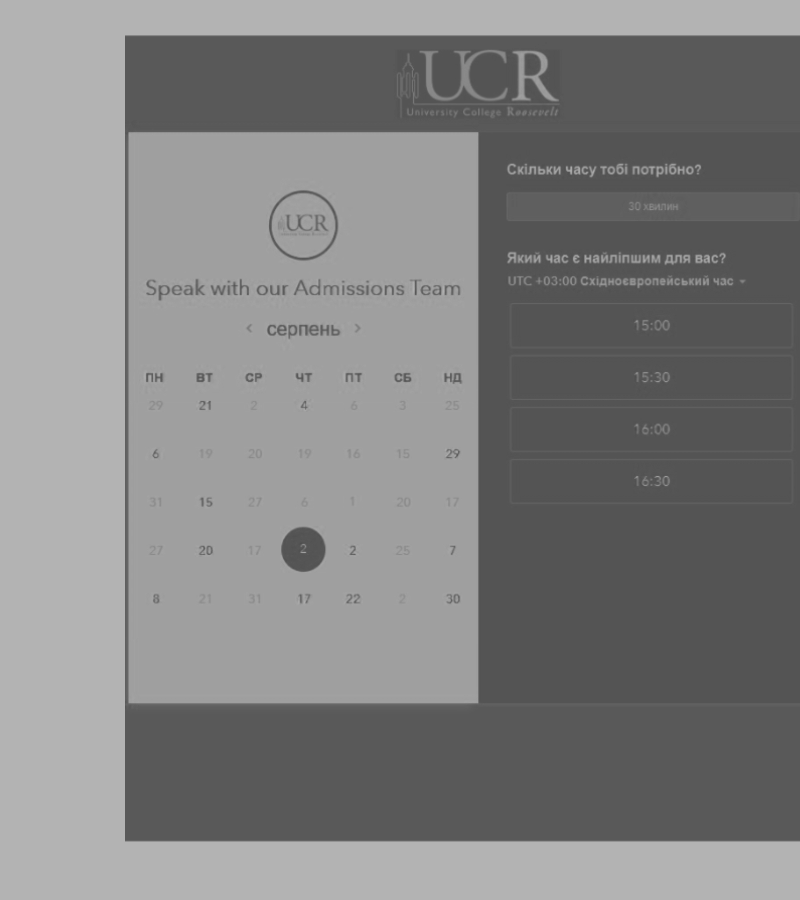 UCR
University College Roosevelt
UCR
Speak with our Admissions Team
‹ серпень ›
ПН ВТ СР ЧТ ПТ СБ НД
29 21 2 4 6 3 25
6 19 20 19 16 15 29
31 15 27 6 1 20 17
27 20 17 2 2 25 7
8 21 31 17 22 2 30
Скільки часу тобі потрібно?
30 хвилин
Який час є найліпшим для вас?
UTC +03:00 Східноєвропейський час
15:00
15:30
16:00
16:30